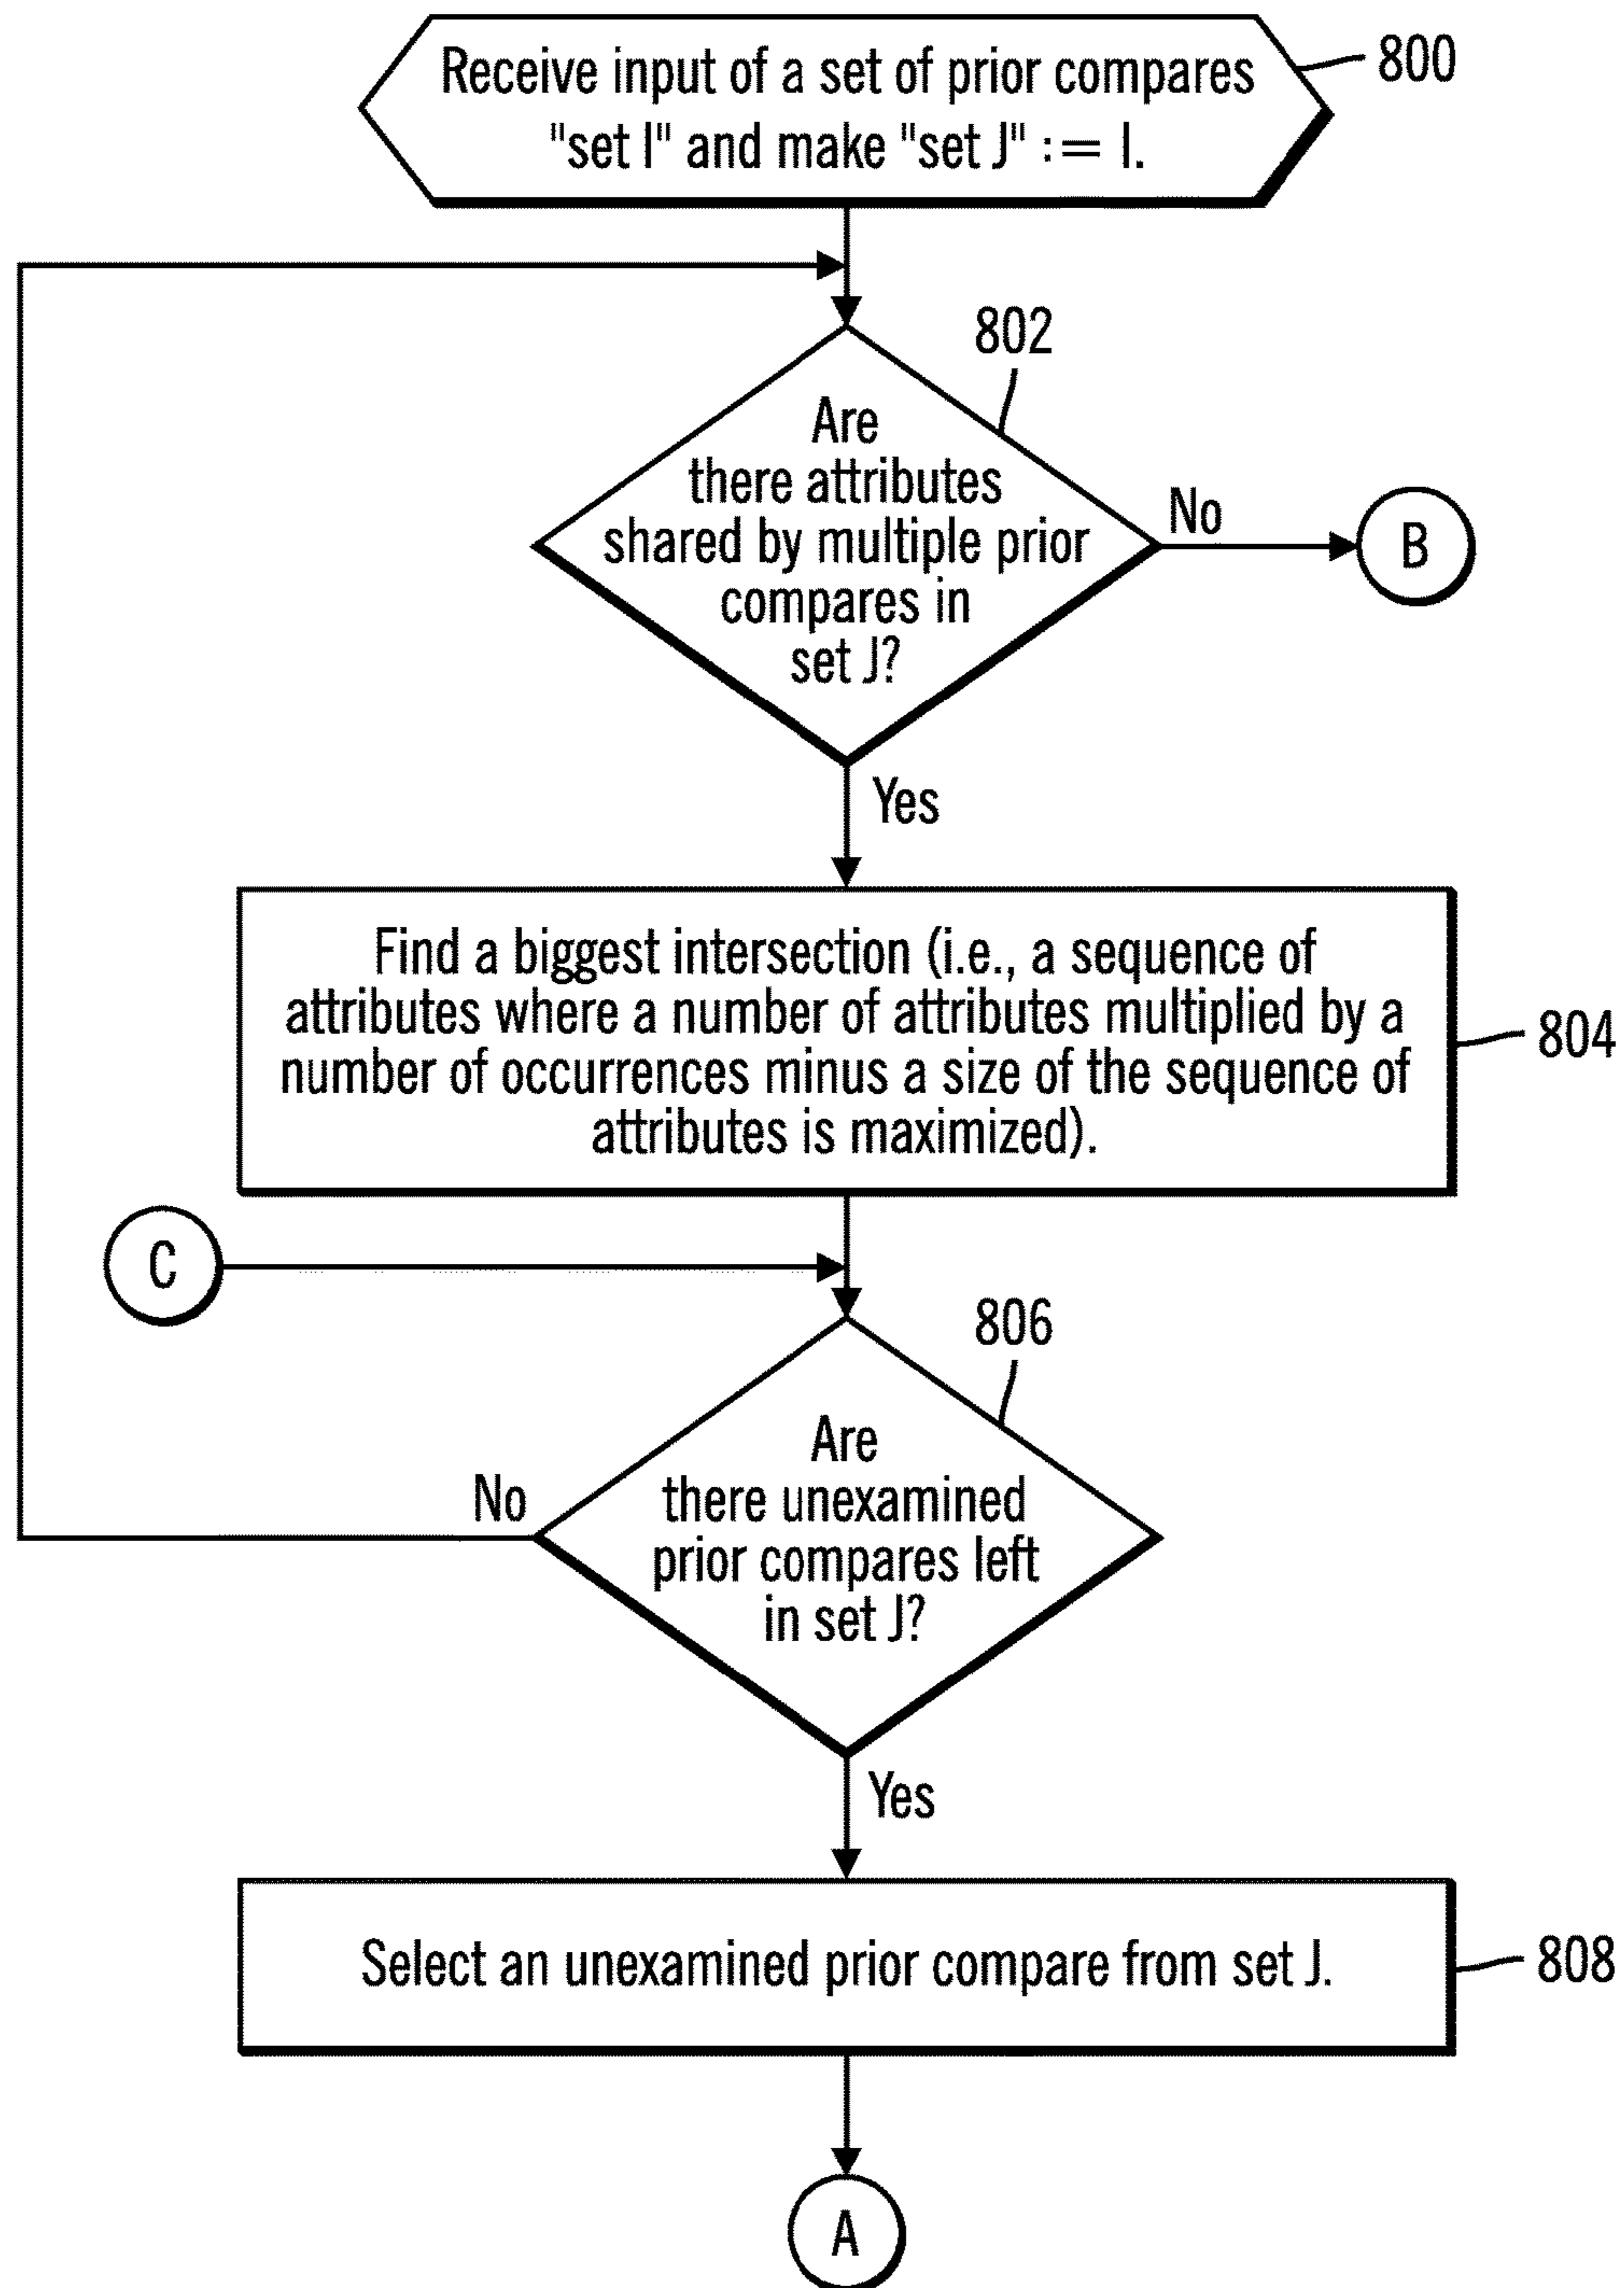 Receive input of a set of prior compares
"set I" and make "set J" := I.
800
802
Are
there attributes
shared by multiple prior
compares in
set J?
No
B
Yes
Find a biggest intersection (i.e., a sequence of
attributes where a number of attributes multiplied by a
number of occurrences minus a size of the sequence of
attributes is maximized).
804
C
806
Are
there unexamined
prior compares left
in set J?
No
Yes
Select an unexamined prior compare from set J.
808
A